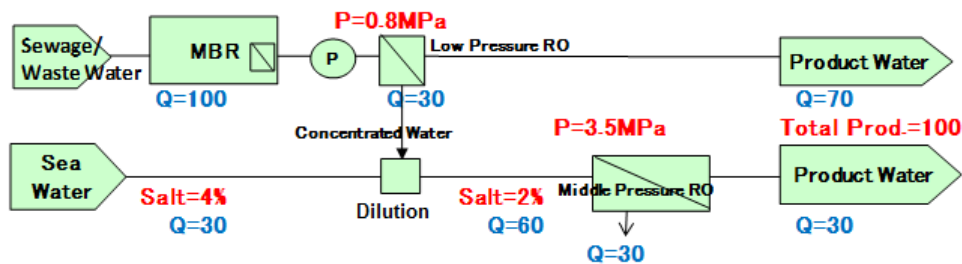 P=0.8MPa
Sewage/
Waste Water
MBR
P
Low Pressure RO
Product Water
Q=100
Q=30
Q=70
Concentrated Water
P=3.5MPa
Total Prod.=100
Sea
Water
Salt=4%
Dilution
Salt=2%
Middle Pressure RO
Product Water
Q=30
Q=60
Q=30
Q=30